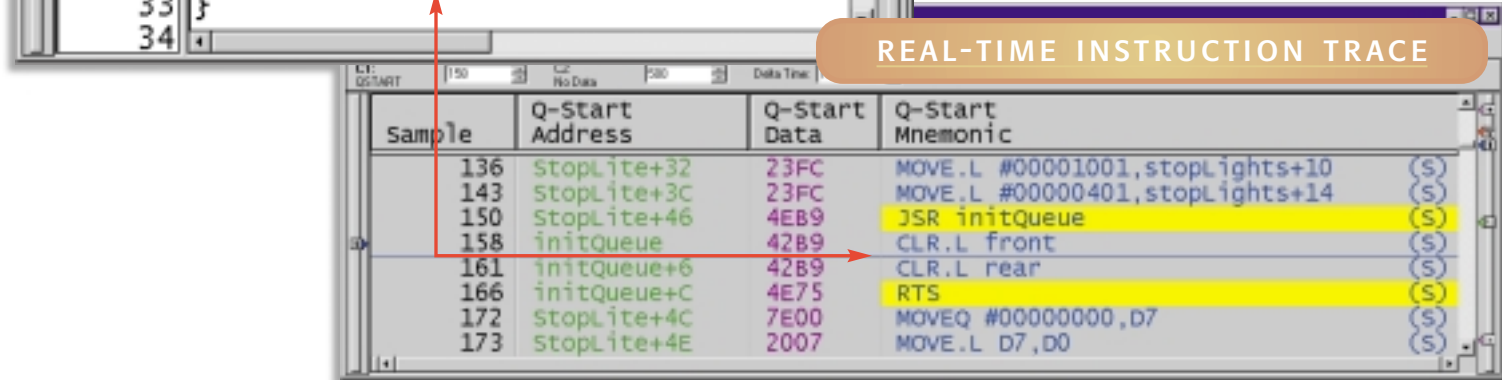 33 }
34
REAL-TIME INSTRUCTION TRACE
QSTART 150 No Data 500 Delta Time:
Sample Q-Start Address Q-Start Data Q-Start Mnemonic
136 StopLite+32 23FC MOVE.L #00001001,stopLights+10 (S)
143 StopLite+3C 23FC MOVE.L #00000401,stopLights+14 (S)
150 StopLite+46 4EB9 JSR initQueue (S)
158 initQueue 42B9 CLR.L front (S)
161 initQueue+6 42B9 CLR.L rear (S)
166 initQueue+C 4E75 RTS (S)
172 StopLite+4C 7E00 MOVEQ #00000000,D7 (S)
173 StopLite+4E 2007 MOVE.L D7,D0 (S)